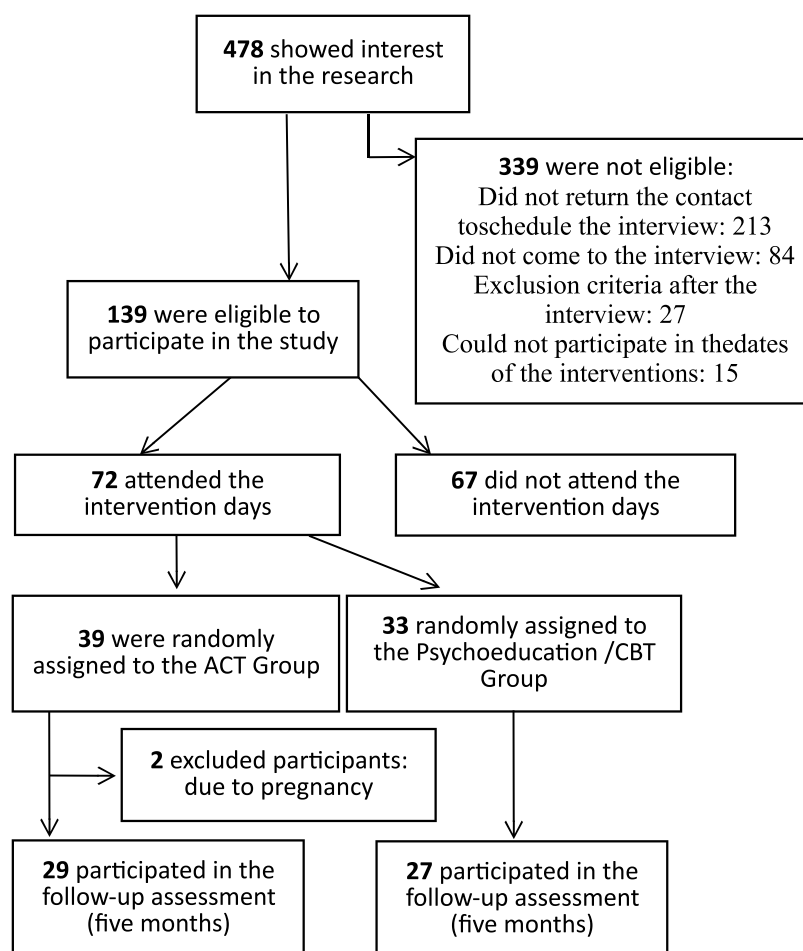 478 showed interest
in the research
339 were not eligible:
Did not return the contact
toschedule the interview: 213
Did not come to the interview: 84
Exclusion criteria after the
interview: 27
Could not participate in thedates
of the interventions: 15
139 were eligible to
participate in the study
72 attended the
intervention days
67 did not attend the
intervention days
39 were randomly
assigned to the ACT Group
33 randomly assigned to
the Psychoeducation /CBT
Group
2 excluded participants:
due to pregnancy
29 participated in the
follow-up assessment
(five months)
27 participated in the
follow-up assessment
(five months)